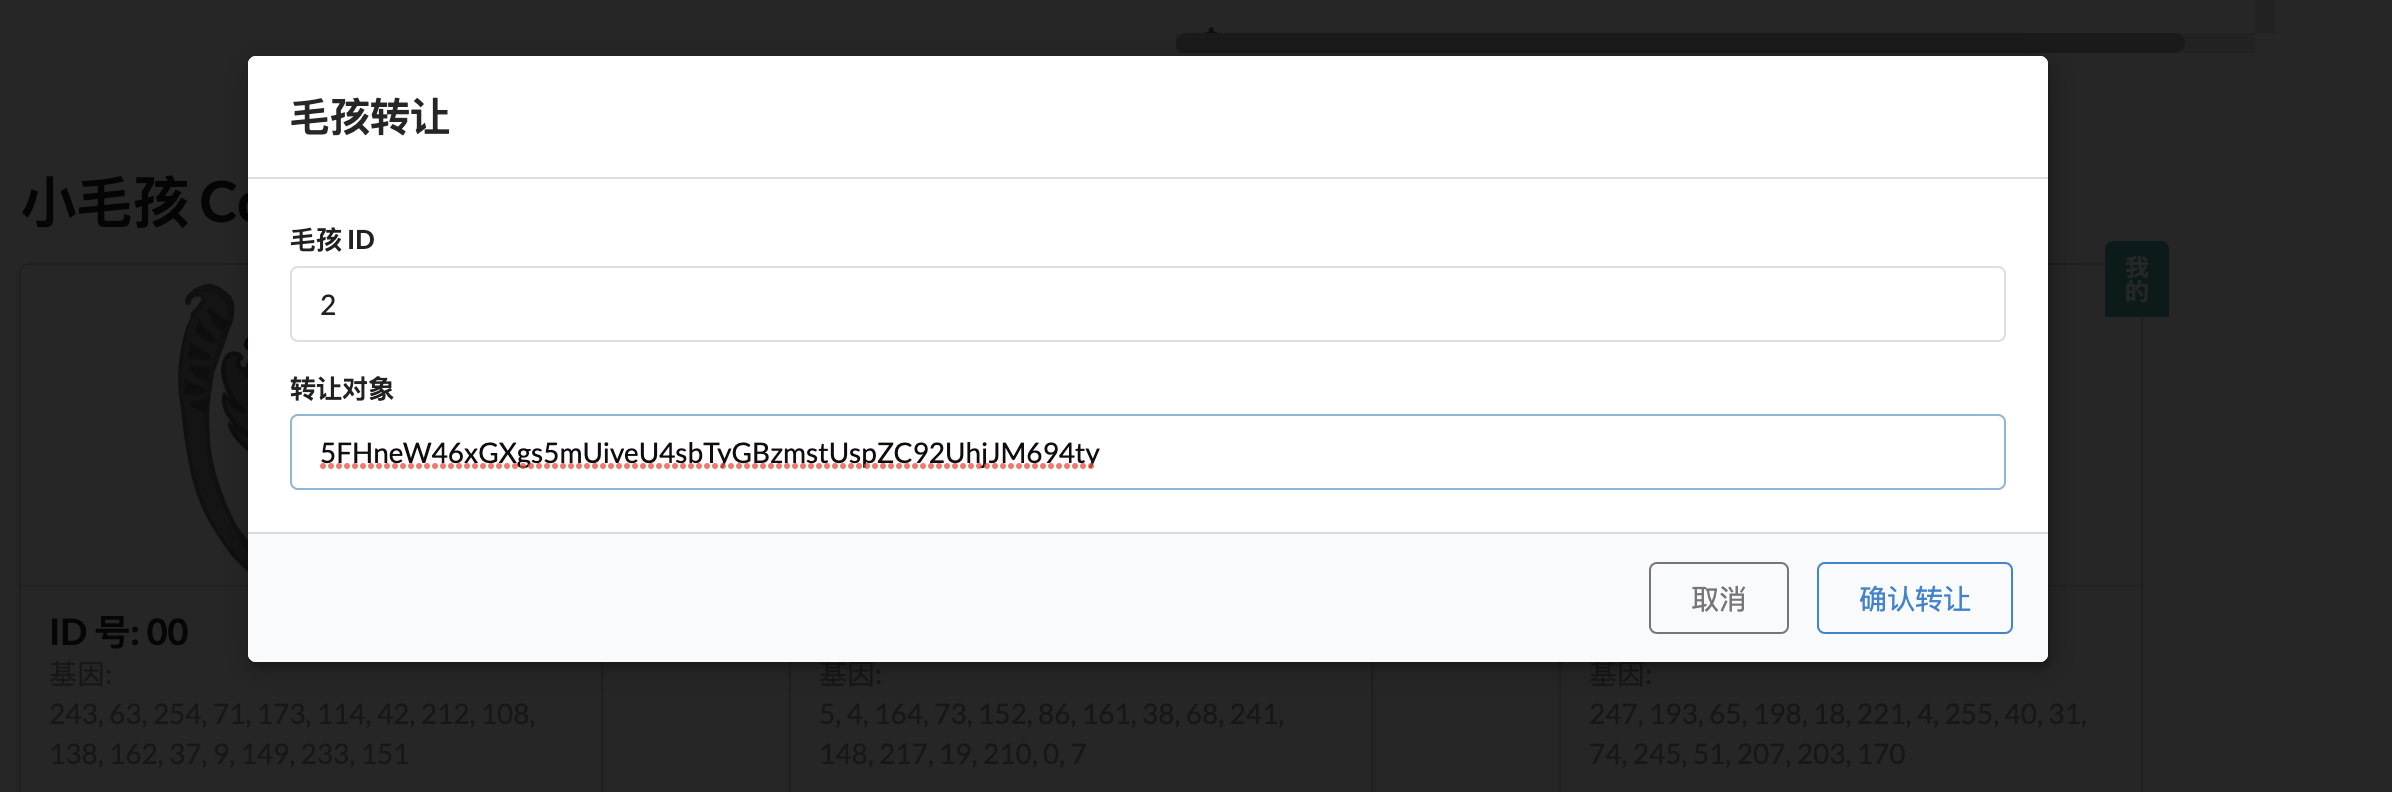 毛孩转让
小毛孩 Co
毛孩 ID
2
我的
转让对象
5FHneW46xGXgs5mUiveU4sbTyGBzmstUspZC92UhjJM694ty
取消
确认转让
ID 号: 00
基因:
243, 63, 254, 71, 173, 114, 42, 212, 108,
138, 162, 37, 9, 149, 233, 151
基因:
5, 4, 164, 73, 152, 86, 161, 38, 68, 241,
148, 217, 19, 210, 0, 7
基因:
247, 193, 65, 198, 18, 221, 4, 255, 40, 31,
74, 245, 51, 207, 203, 170